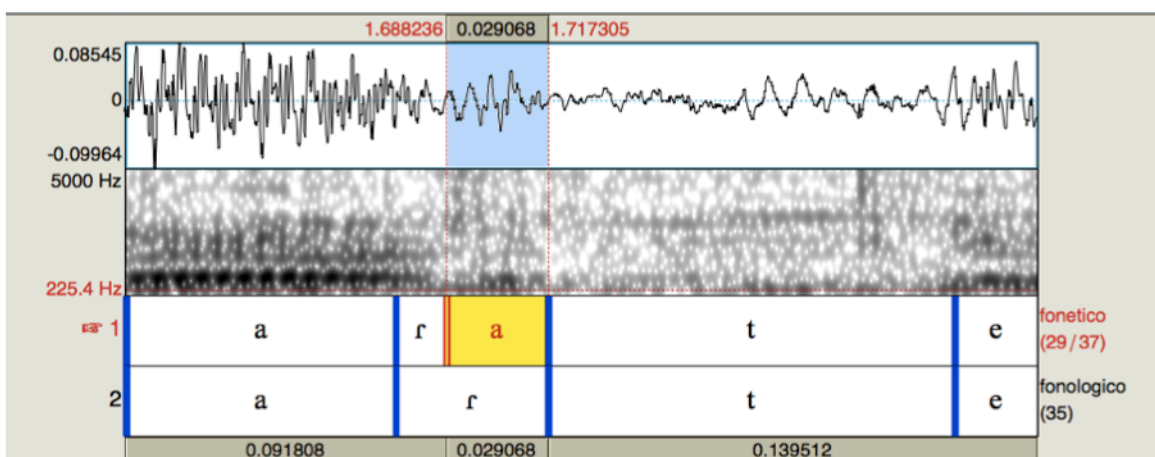 1.688236 0.029068 1.717305
0.08545
0
-0.09964
5000 Hz
225.4 Hz
☞ 1 a ɾ a t e fonetico
(29/37)
2 a ɾ t e fonologico
(35)
0.091808 0.029068 0.139512